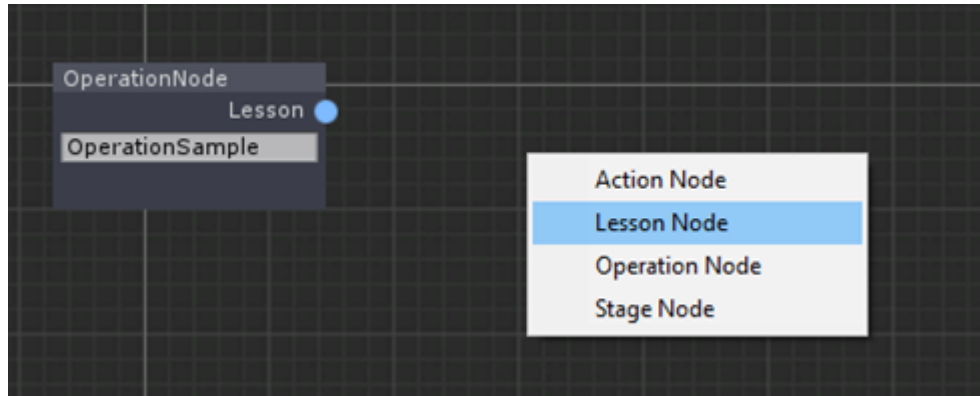 OperationNode
Lesson
OperationSample
Action Node
Lesson Node
Operation Node
Stage Node